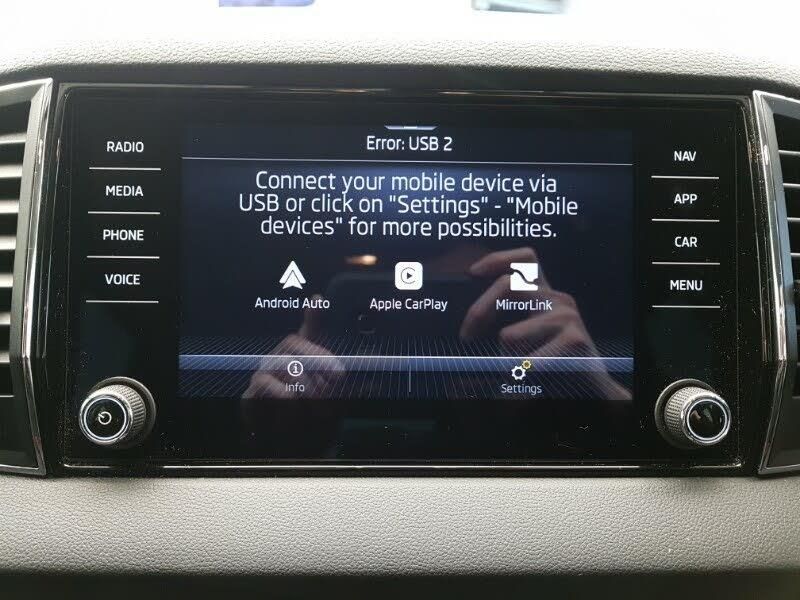 RADIO
MEDIA
PHONE
VOICE
Error: USB 2
Connect your mobile device via
USB or click on "Settings" - "Mobile
devices" for more possibilities.
Android Auto
Apple CarPlay
MirrorLink
Info
Settings
NAV
APP
CAR
MENU